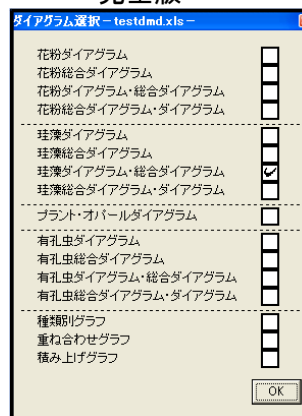 ダイアグラム選択－testdmd.xls－
花粉ダイアグラム
花粉総合ダイアグラム
花粉ダイアグラム・総合ダイアグラム
花粉総合ダイアグラム・ダイアグラム
珪藻ダイアグラム
珪藻総合ダイアグラム
珪藻ダイアグラム・総合ダイアグラム
珪藻総合ダイアグラム・ダイアグラム
プラント・オパールダイアグラム
有孔虫ダイアグラム
有孔虫総合ダイアグラム
有孔虫ダイアグラム・総合ダイアグラム
有孔虫総合ダイアグラム・ダイアグラム
種類別グラフ
重ね合わせグラフ
積み上げグラフ
OK